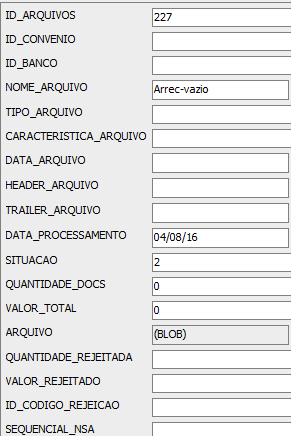 ID_ARQUIVOS 227
ID_CONVENIO
ID_BANCO
NOME_ARQUIVO Arrec-vazio
TIPO_ARQUIVO
CARACTERISTICA_ARQUIVO
DATA_ARQUIVO
HEADER_ARQUIVO
TRAILER_ARQUIVO
DATA_PROCESSAMENTO 04/08/16
SITUACAO 2
QUANTIDADE_DOCS 0
VALOR_TOTAL 0
ARQUIVO (BLOB)
QUANTIDADE_REJEITADA
VALOR_REJEITADO
ID_CODIGO_REJEICAO
SEQUENCIAL_NSA